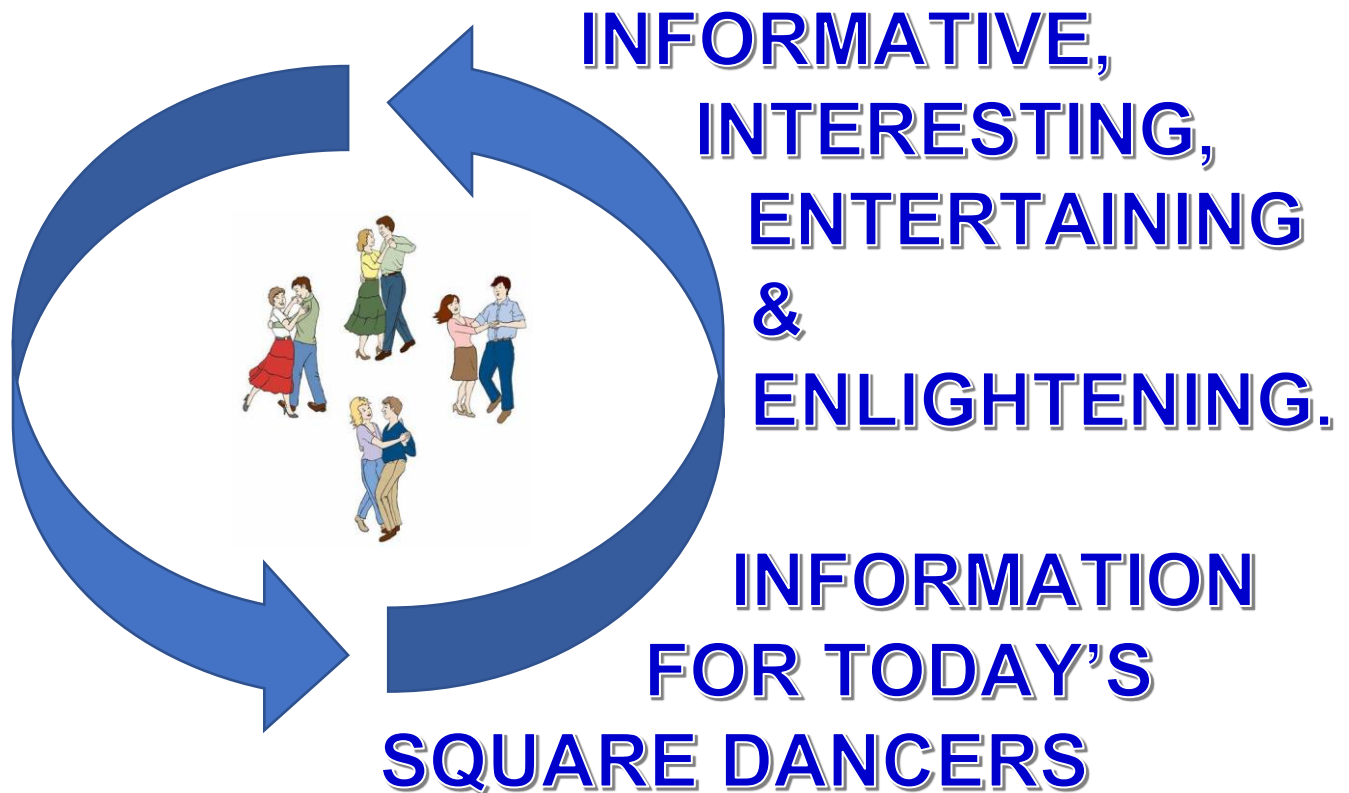 INFORMATIVE,
INTERESTING,
ENTERTAINING
&
ENLIGHTENING.
INFORMATION
FOR TODAY’S
SQUARE DANCERS